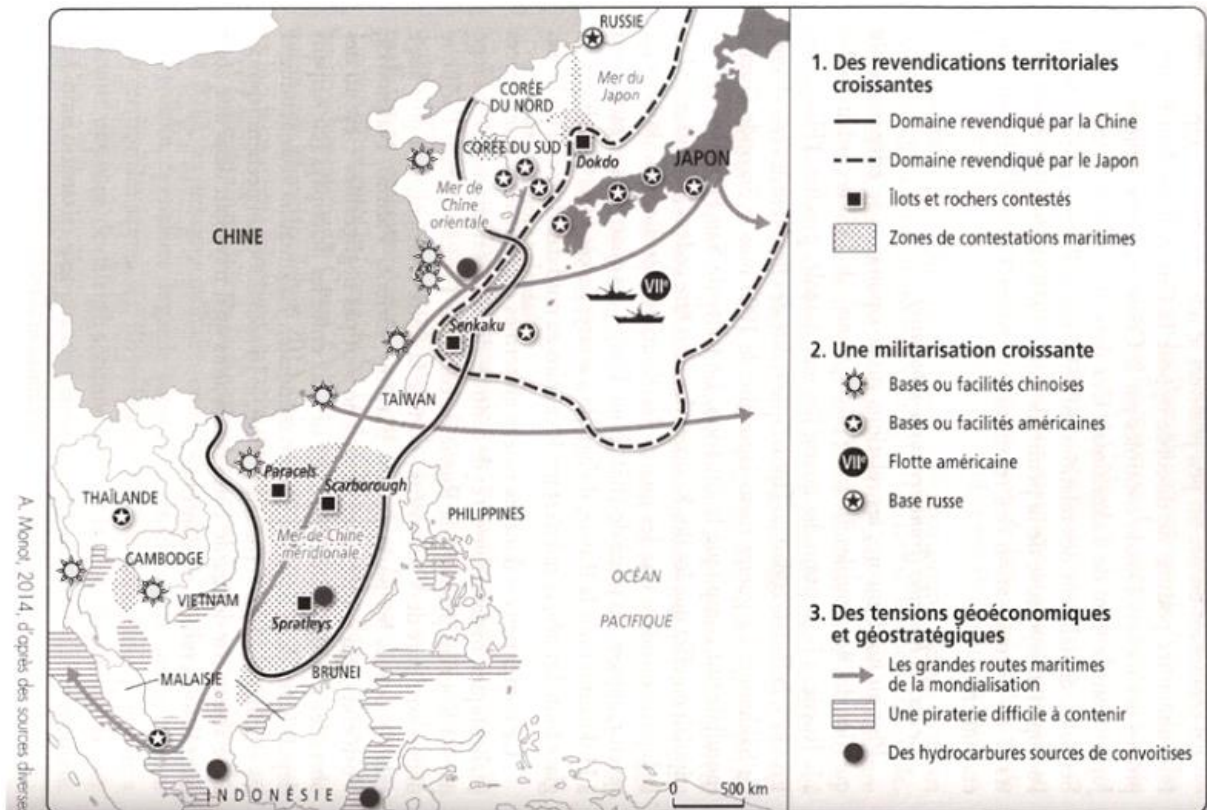 RUSSIE
Mer du
Japon
CORÉE
DU NORD
CORÉE DU SUD
Dokdo
JAPON
Mer de
Chine
orientale
CHINE
VIIe
Senkaku
TAÏWAN
Paracels
Scarborough
THAÏLANDE
PHILIPPINES
Mer de Chine
méridionale
CAMBODGE
VIETNAM
OCÉAN
PACIFIQUE
Spratleys
BRUNEI
MALAISIE
INDONÉSIE
0 500 km
A. Monot, 2014, d'après des sources diverses
1. Des revendications territoriales
croissantes
Domaine revendiqué par la Chine
Domaine revendiqué par le Japon
Îlots et rochers contestés
Zones de contestations maritimes
2. Une militarisation croissante
Bases ou facilités chinoises
Bases ou facilités américaines
VIIe Flotte américaine
Base russe
3. Des tensions géoéconomiques
et géostratégiques
Les grandes routes maritimes
de la mondialisation
Une piraterie difficile à contenir
Des hydrocarbures sources de convoitises